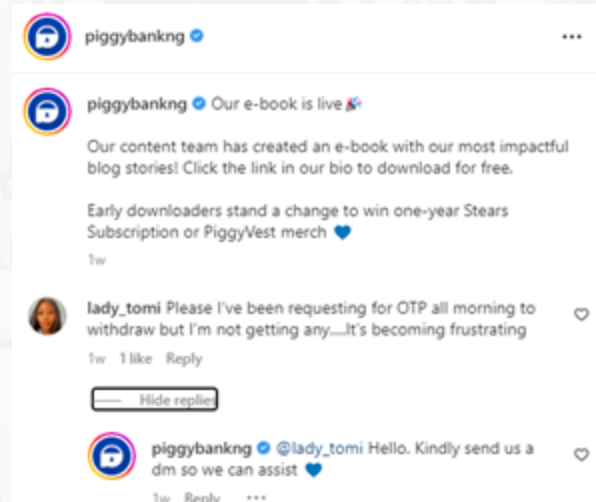 piggybankng
piggybankng Our e-book is live🎉
Our content team has created an e-book with our most impactful
blog stories! Click the link in our bio to download for free.
Early downloaders stand a change to win one-year Stears
Subscription or PiggyVest merch 💙
1w
lady_tomi Please I've been requesting for OTP all morning to
withdraw but I'm not getting any....It's becoming frustrating
1w 1 like Reply
Hide replies
piggybankng @lady_tomi Hello. Kindly send us a
dm so we can assist 💙
1w Reply